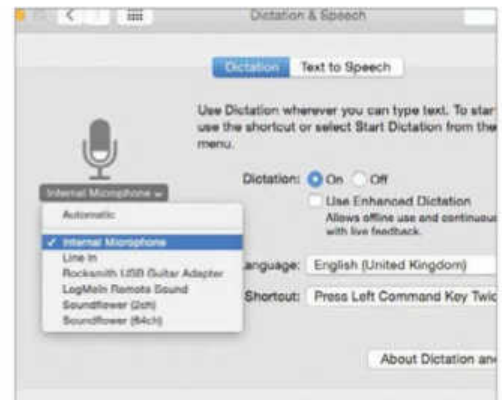 Dictation & Speech
Dictation Text to Speech
Use Dictation wherever you can type text. To star
use the shortcut or select Start Dictation from the
menu.
Dictation: On Off
Use Enhanced Dictation
Allows offline use and continuou
with live feedback.
Internal Microphone
Automatic
Internal Microphone
Line In
Rocksmith USB Guitar Adapter
LogMeIn Remote Sound
Soundflower (2ch)
Soundflower (64ch)
anguage: English (United Kingdom)
Shortcut: Press Left Command Key Twic
About Dictation an